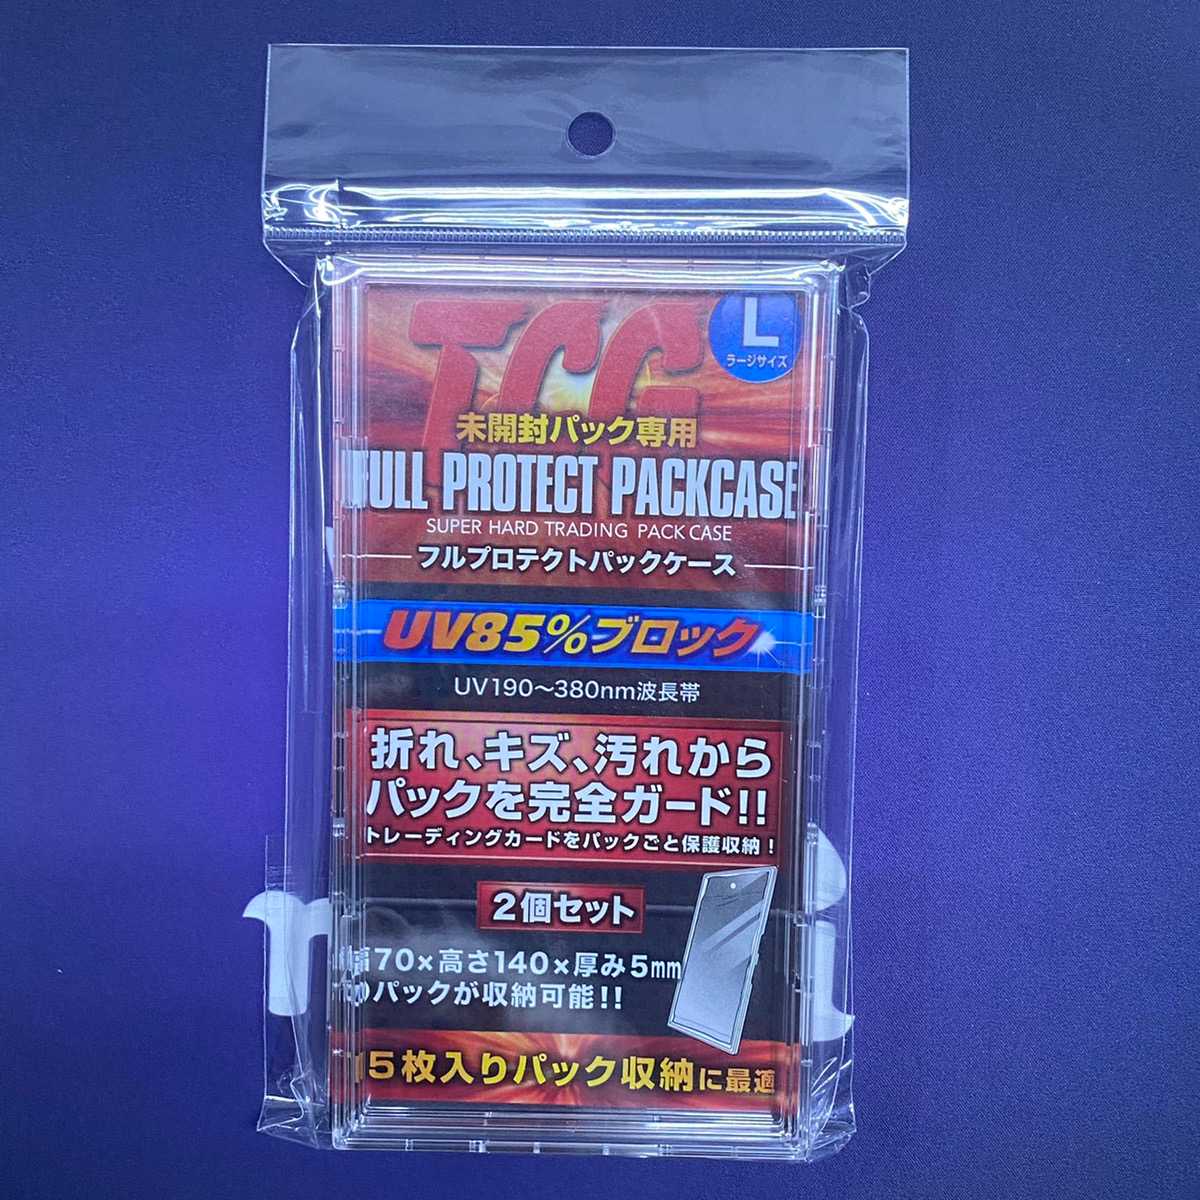 TCG
L
ラージサイズ
未開封パック専用
FULL PROTECT PACKCASE
SUPER HARD TRADING PACK CASE
フルプロテクトパックケース
UV85%ブロック
UV190～380nm波長帯
折れ、キズ、汚れから
パックを完全ガード!!
トレーディングカードをパックごと保護収納!
2個セット
幅70×高さ140×厚み5mm
のパックが収納可能!!
15枚入りパック収納に最適